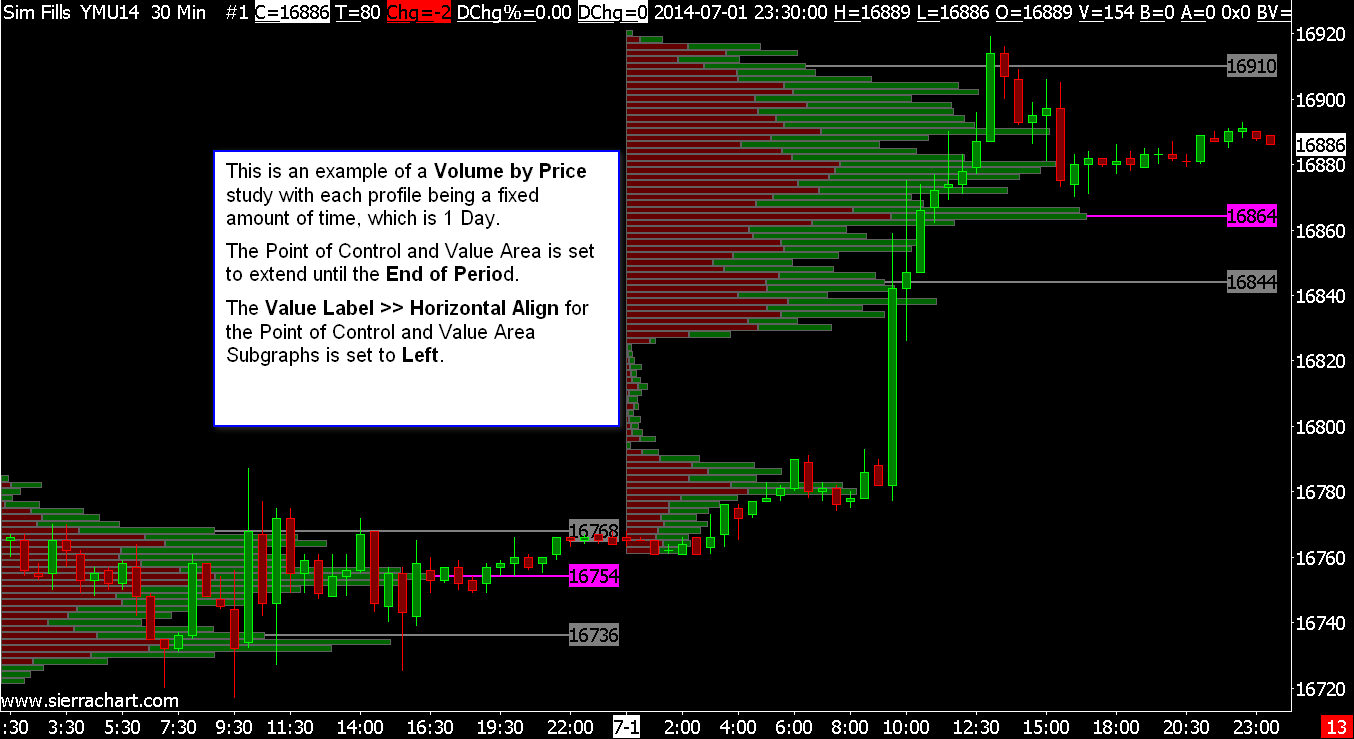 Sim Fills YMU14 30 Min #1 C=16886 T=80 Chg=-2 DChg%=0.00 DChg=0 2014-07-01 23:30:00 H=16889 L=16886 O=16889 V=154 B=0 A=0 0x0 BV=
16920
16910
16900
16886
16880
This is an example of a Volume by Price
study with each profile being a fixed
amount of time, which is 1 Day.
16864
16860
The Point of Control and Value Area is set
to extend until the End of Period.
16844
16840
The Value Label >> Horizontal Align for
the Point of Control and Value Area
Subgraphs is set to Left.
16820
16800
16780
16768
16760
16754
16736
16740
16720
www.sierrachart.com
:30 3:30 5:30 7:30 9:30 11:30 14:00 16:30 19:30 22:00 7-1 2:00 4:00 6:00 8:00 10:00 12:30 15:00 18:00 20:30 23:00 13